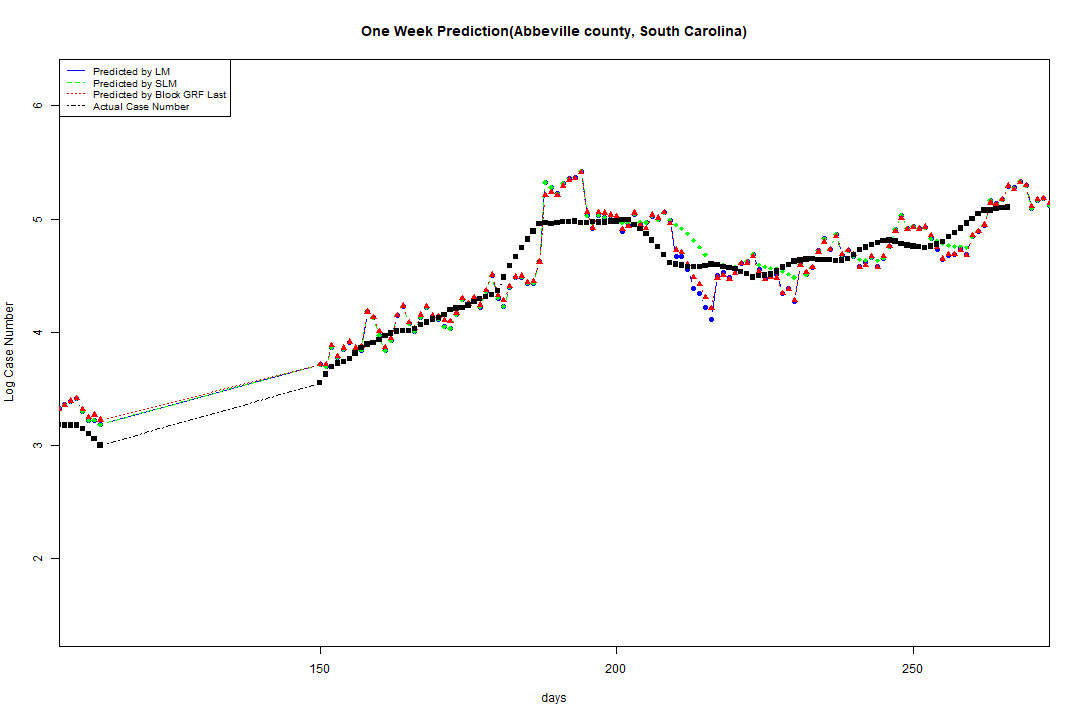 One Week Prediction(Abbeville county, South Carolina)
Predicted by LM
Predicted by SLM
Predicted by Block GRF Last
Actual Case Number
6
5
4
3
2
Log Case Number
150
200
250
days